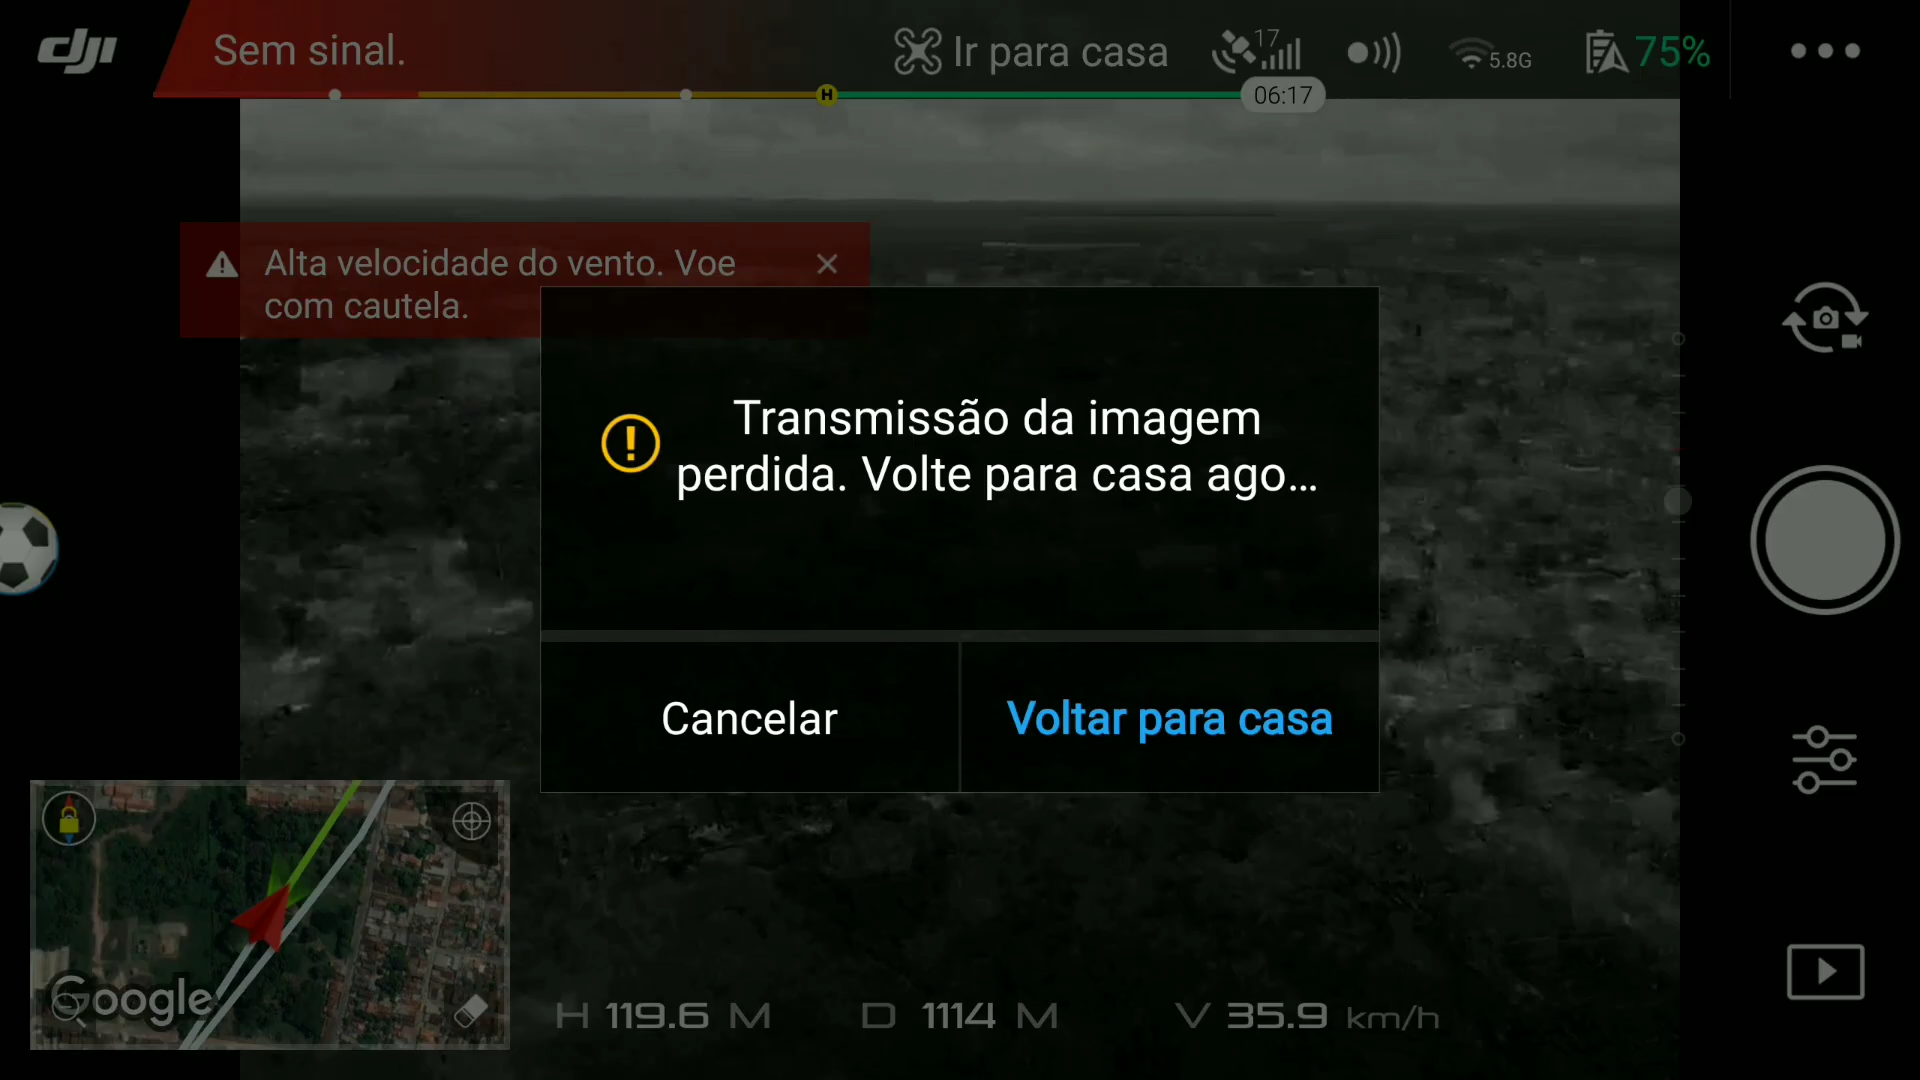 dji
Sem sinal.
Ir para casa
17
5.8G
75%
H
06:17
Alta velocidade do vento. Voe
com cautela.
Transmissão da imagem
perdida. Volte para casa ago...
Cancelar
Voltar para casa
Google
H 119.6 M
D 1114 M
V 35.9 km/h